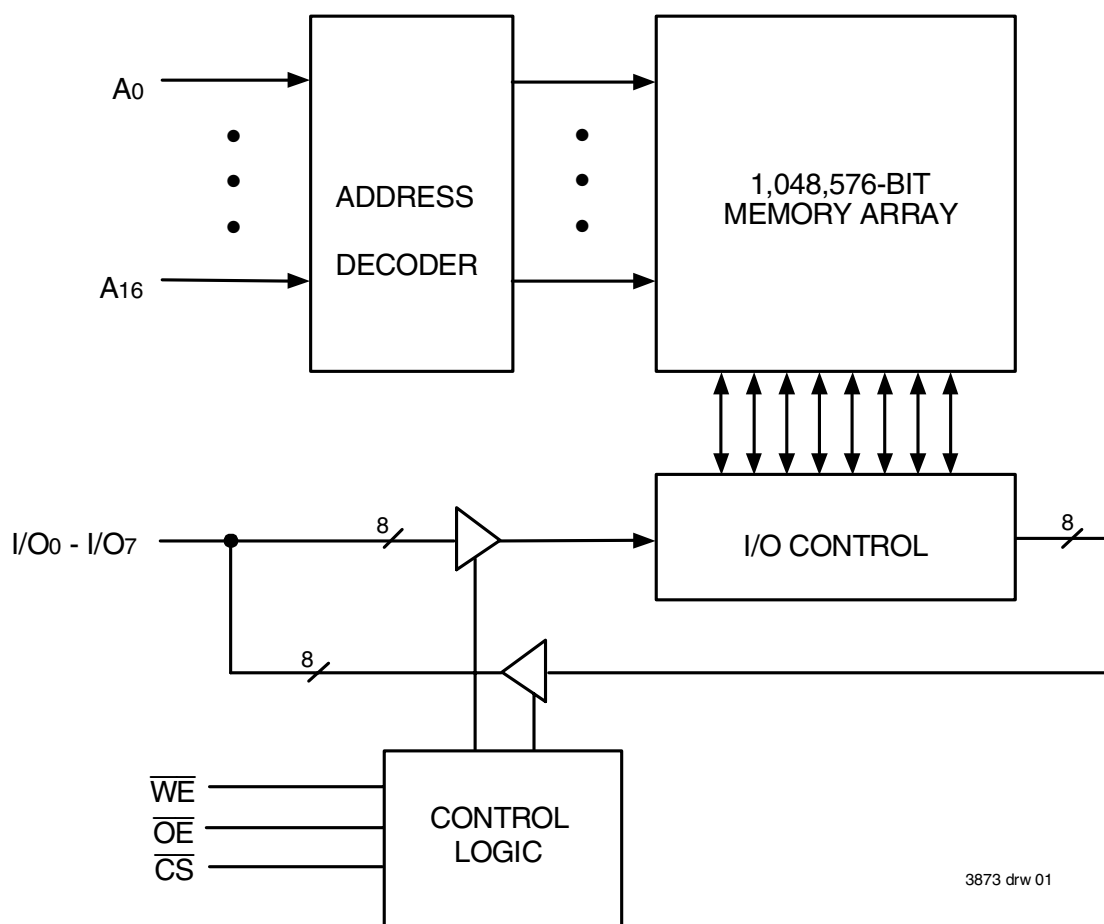 A0
A16
ADDRESS
DECODER
1,048,576-BIT
MEMORY ARRAY
I/O0 - I/O7
8
I/O CONTROL
8
8
WE
OE
CS
CONTROL
LOGIC
3873 drw 01